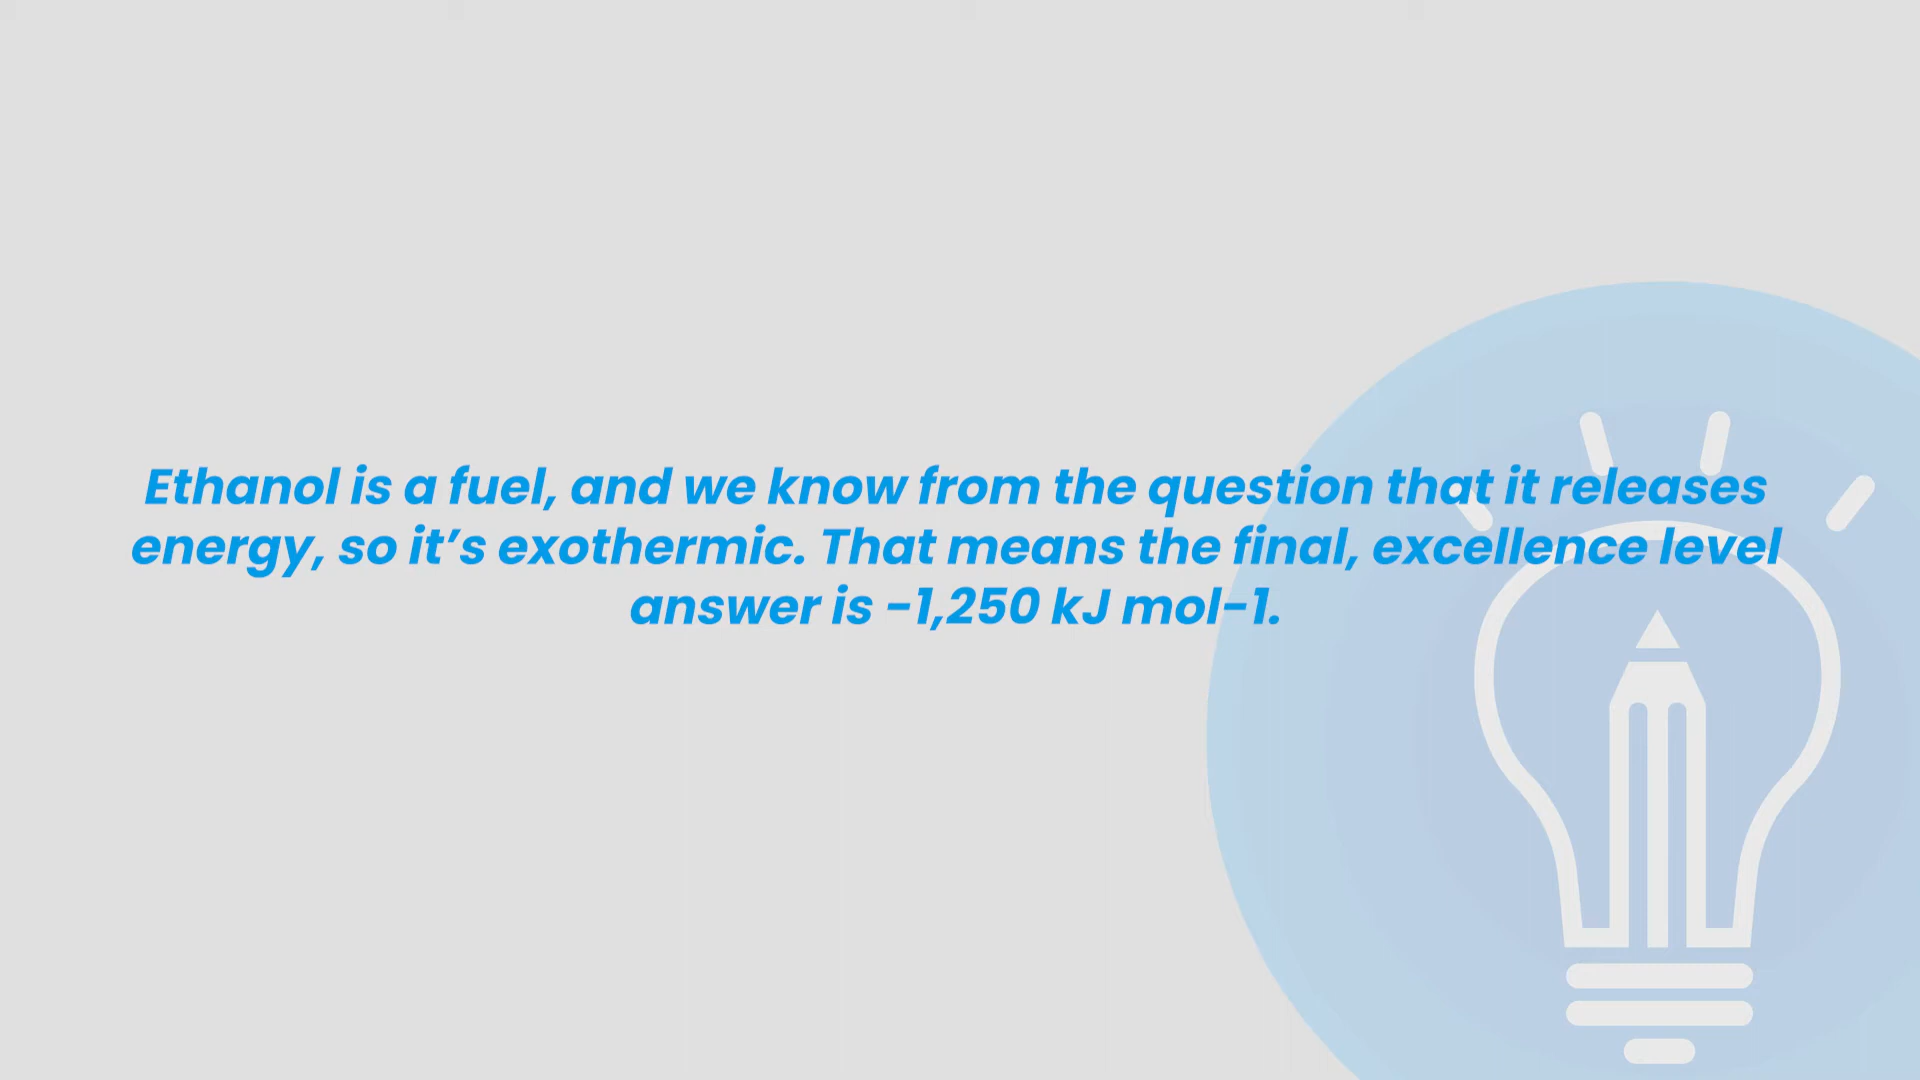 Ethanol is a fuel, and we know from the question that it releases
energy, so it’s exothermic. That means the final, excellence level
answer is -1,250 kJ mol-1.